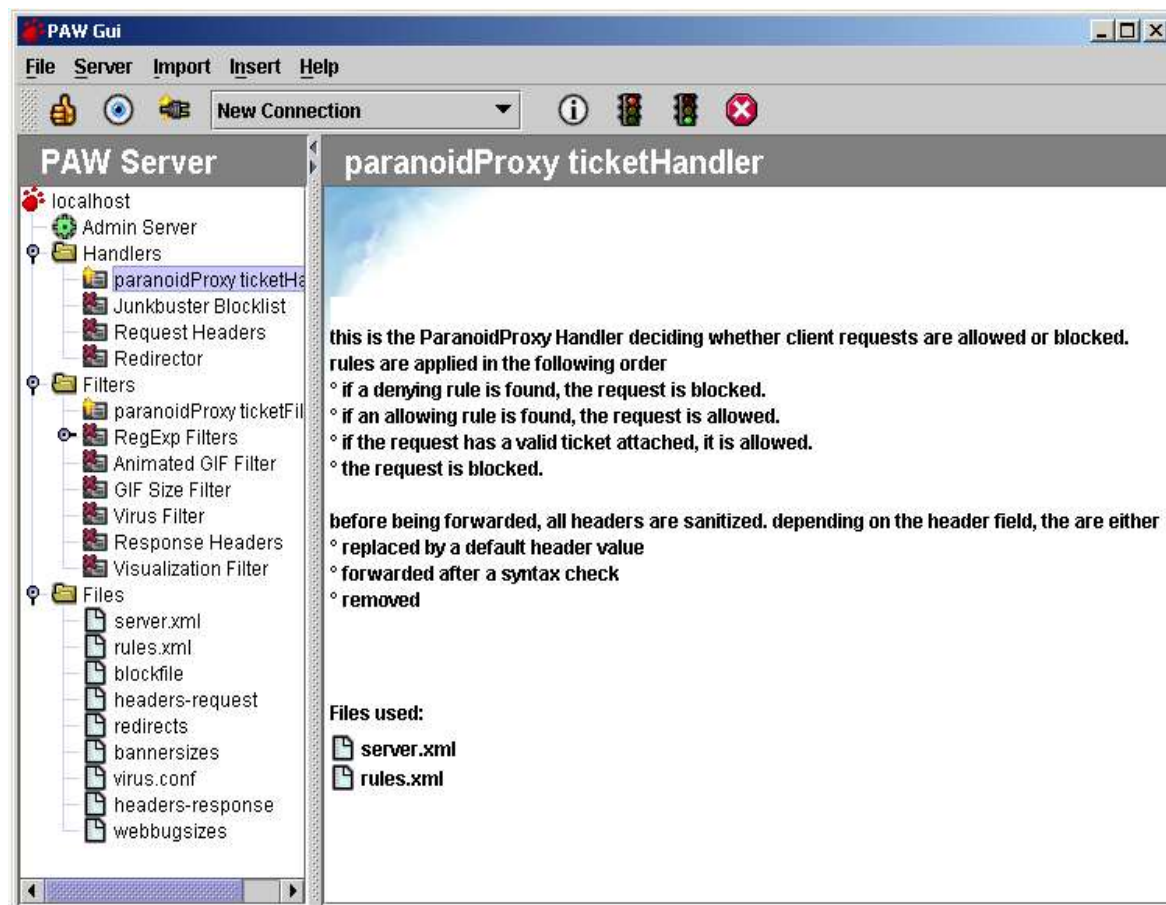 PAW Gui
File Server Import Insert Help
New Connection
PAW Server
localhost
Admin Server
Handlers
paranoidProxy ticketHa
Junkbuster Blocklist
Request Headers
Redirector
Filters
paranoidProxy ticketFil
RegExp Filters
Animated GIF Filter
GIF Size Filter
Virus Filter
Response Headers
Visualization Filter
Files
server.xml
rules.xml
blockfile
headers-request
redirects
bannersizes
virus.conf
headers-response
webbugsizes
paranoidProxy ticketHandler
this is the ParanoidProxy Handler deciding whether client requests are allowed or blocked.
rules are applied in the following order
° if a denying rule is found, the request is blocked.
° if an allowing rule is found, the request is allowed.
° if the request has a valid ticket attached, it is allowed.
° the request is blocked.
before being forwarded, all headers are sanitized. depending on the header field, the are either
° replaced by a default header value
° forwarded after a syntax check
° removed
Files used:
server.xml
rules.xml